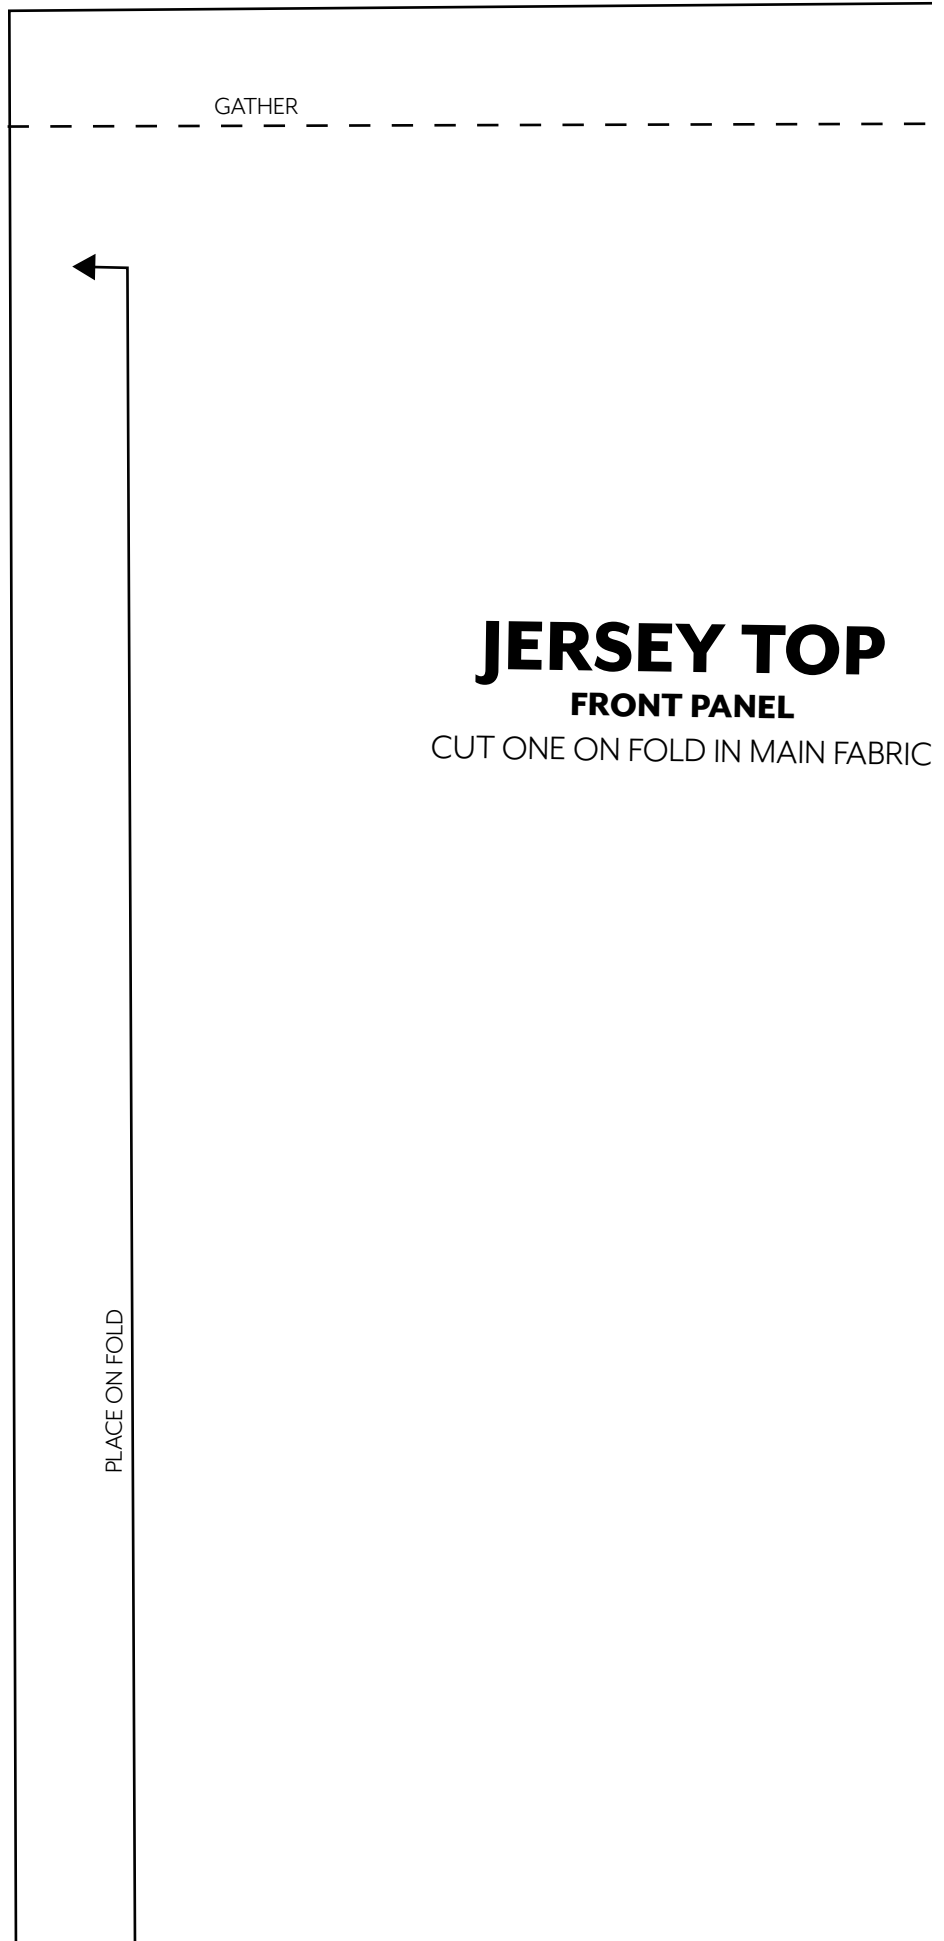 GATHER
JERSEY TOP
FRONT PANEL
CUT ONE ON FOLD IN MAIN FABRIC
PLACE ON FOLD